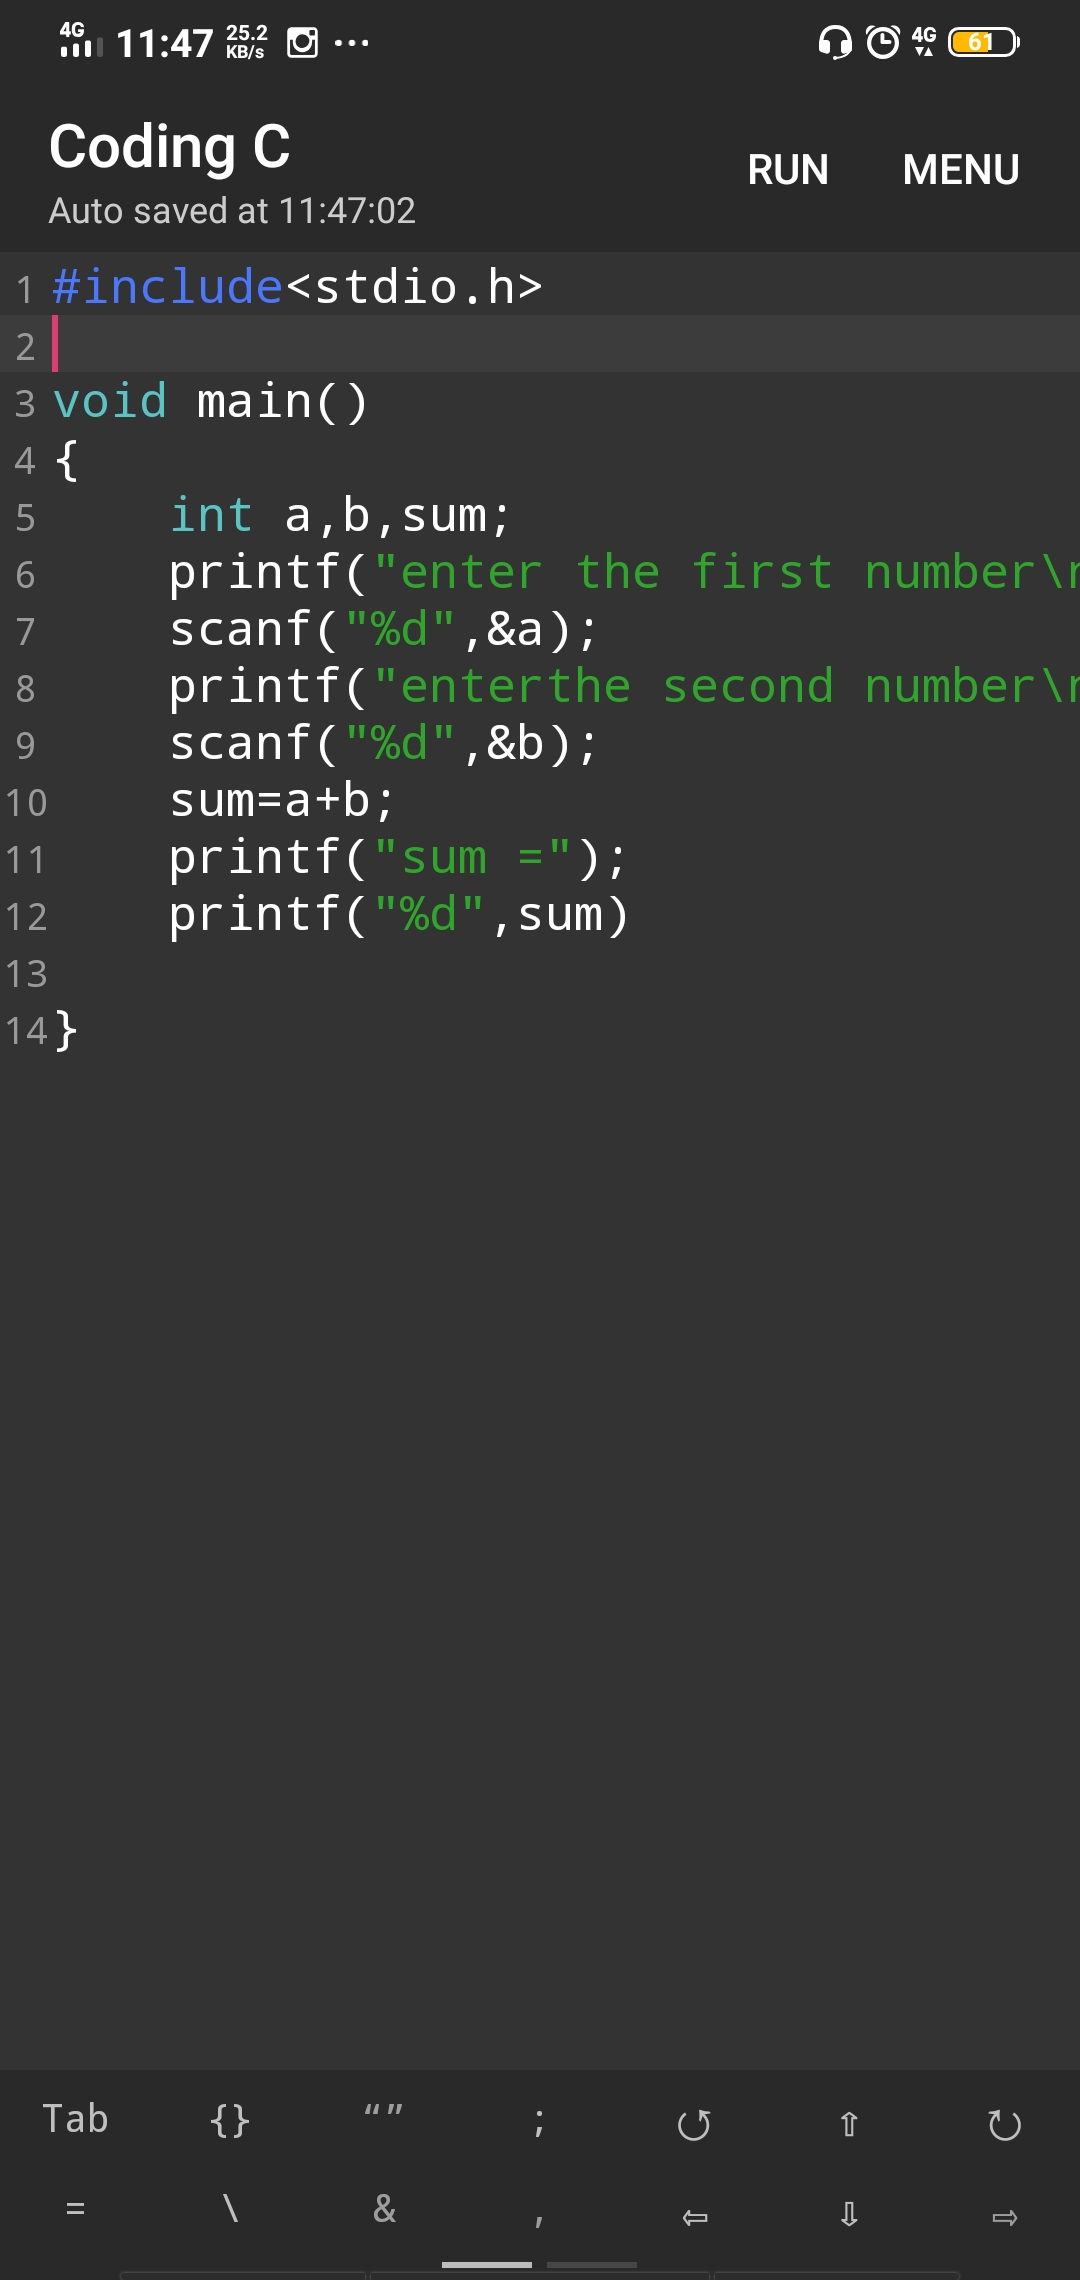 4G 11:47 25.2 KB/s ... 4G 61
Coding C
RUN MENU
Auto saved at 11:47:02
1 #include<stdio.h>
2
3 void main()
4 {
5 int a,b,sum;
6 printf("enter the first number\n
7 scanf("%d",&a);
8 printf("enterthe second number\n
9 scanf("%d",&b);
10 sum=a+b;
11 printf("sum =");
12 printf("%d",sum)
13
14 }
Tab {} “” ; ↺ ⇧ ↻
= \ & , ⇦ ⇩ ⇨